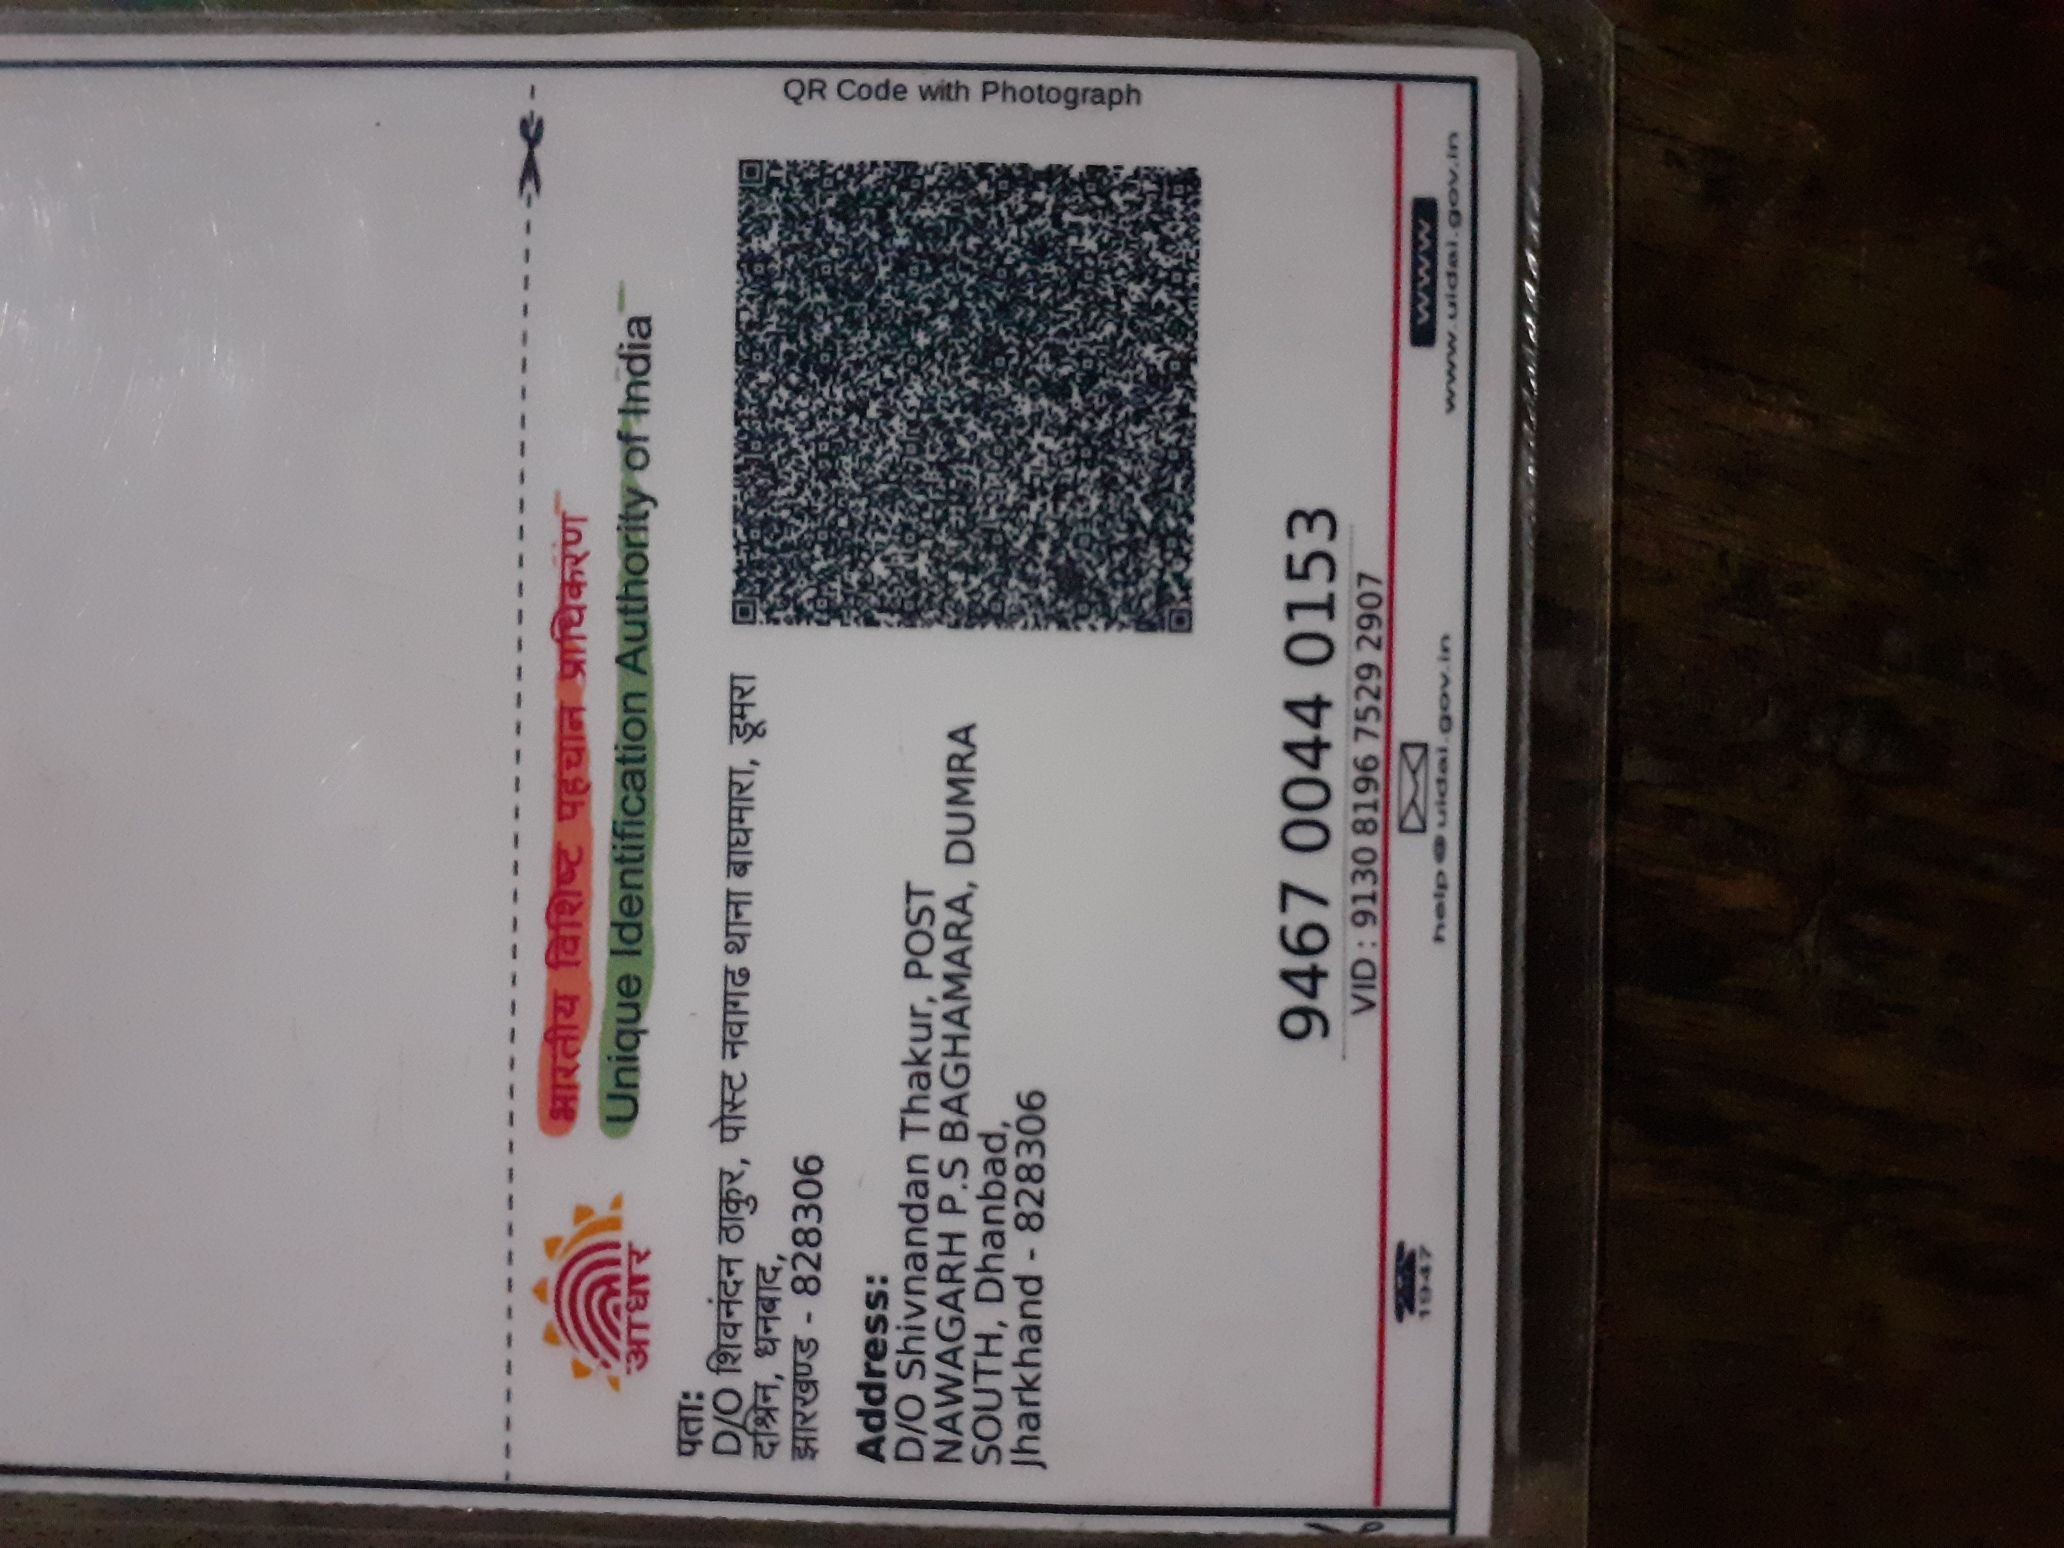 भारतीय विशिष्ट पहचान प्राधिकरण
Unique Identification Authority of India
आधार
पता:
D/O शिवनंदन ठाकुर, पोस्ट नवागढ थाना बाघमारा, डूमरा
दश्रिन, धनबाद,
झारखण्ड - 828306
Address:
D/O Shivnandan Thakur, POST
NAWAGARH P.S BAGHAMARA, DUMRA
SOUTH, Dhanbad,
Jharkhand - 828306
QR Code with Photograph
9467 0044 0153
VID : 9130 8196 7529 2907
1947
help@uidai.gov.in
www
www.uidai.gov.in